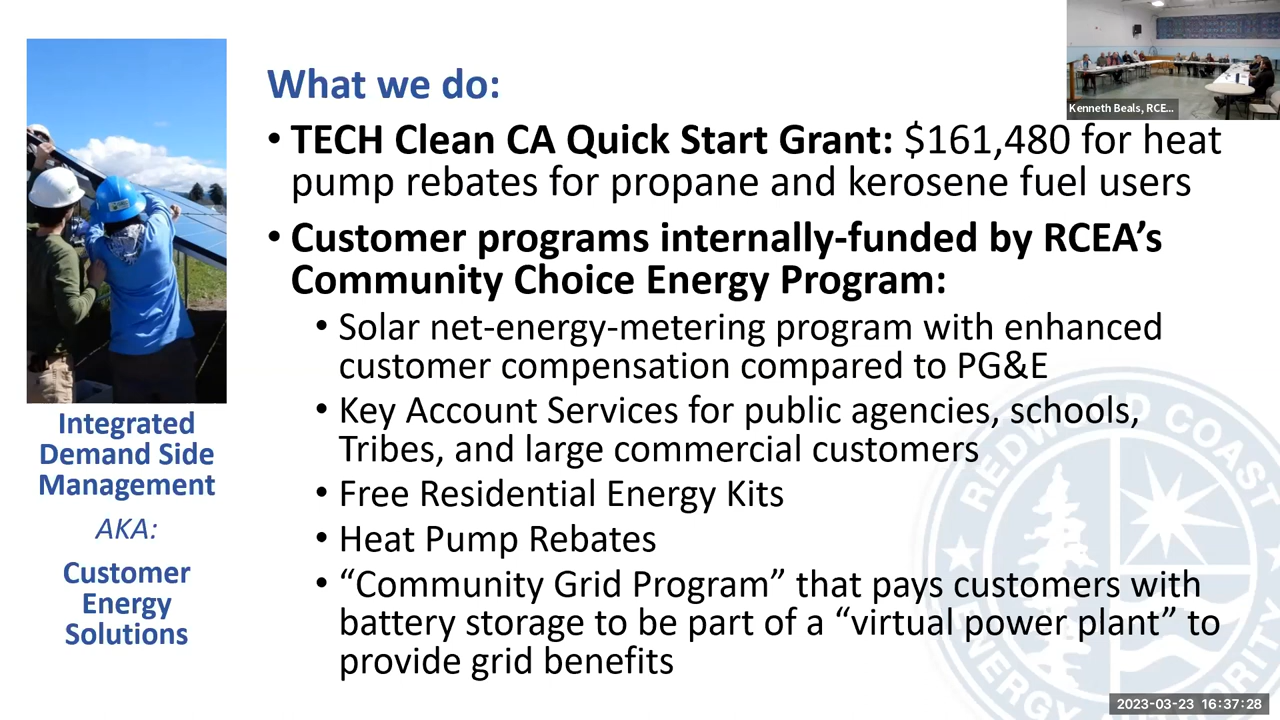 What we do:
• TECH Clean CA Quick Start Grant: $161,480 for heat
pump rebates for propane and kerosene fuel users
• Customer programs internally-funded by RCEA’s
Community Choice Energy Program:
• Solar net-energy-metering program with enhanced
customer compensation compared to PG&E
• Key Account Services for public agencies, schools,
Tribes, and large commercial customers
• Free Residential Energy Kits
• Heat Pump Rebates
• “Community Grid Program” that pays customers with
battery storage to be part of a “virtual power plant” to
provide grid benefits
Integrated
Demand Side
Management
AKA:
Customer
Energy
Solutions
Kenneth Beals, RCE...
REDWOOD COAST
ENERGY
2023-03-23 16:37:28